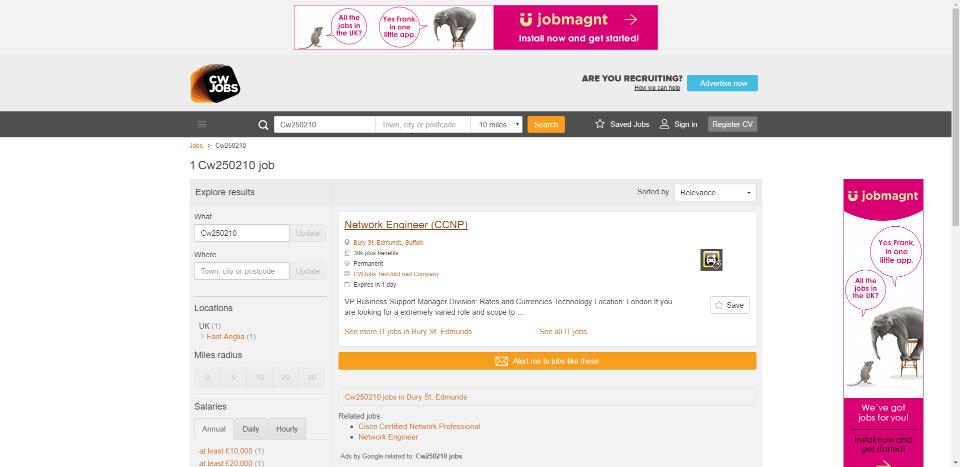 All the
jobs in
the UK?
Yes Frank,
in one
little app.
jobmagnt
Install now and get started!
CW
JOBS
ARE YOU RECRUITING?
How we can help
Advertise now
Cw250210
Town, city or postcode
10 miles
Search
Saved Jobs
Sign in
Register CV
Jobs > Cw250210
1 Cw250210 job
Explore results
Sorted by
Relevance
What
Cw250210
Update
Where
Town, city or postcode
Update
Locations
UK (1)
East Anglia (1)
Miles radius
0 5 10 20 30
Salaries
Annual Daily Hourly
at least £10,000 (1)
at least £20,000 (1)
Network Engineer (CCNP)
Bury St. Edmunds, Suffolk
30k plus benefits
Permanent
CWJobs TestJobLoad Company
Expires in 1 day
VP Business Support Manager Division: Rates and Currencies Technology Location: London If you
are looking for a extremely varied role and scope to ...
Save
See more IT jobs in Bury St. Edmunds
See all IT jobs
Alert me to jobs like these
Cw250210 jobs in Bury St. Edmunds
Related jobs
Cisco Certified Network Professional
Network Engineer
Ads by Google related to: Cw250210 jobs
jobmagnt
Yes Frank,
in one
little app.
All the
jobs in
the UK?
We've got
jobs for you!
Install now and
get started!